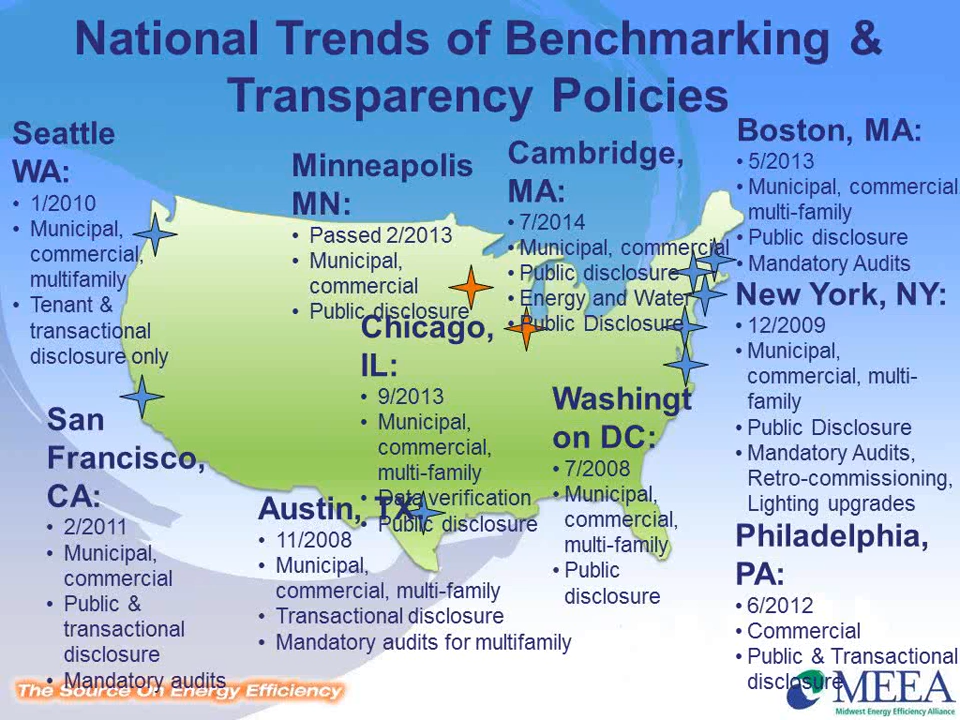 National Trends of Benchmarking &
Transparency Policies
Seattle
WA:
• 1/2010
• Municipal,
commercial,
multifamily
• Tenant &
transactional
disclosure only
San
Francisco,
CA:
• 2/2011
• Municipal,
commercial
• Public &
transactional
disclosure
• Mandatory audits
Minneapolis
MN:
• Passed 2/2013
• Municipal,
commercial
• Public disclosure
Chicago,
IL:
• 9/2013
• Municipal,
commercial,
multi-family
• Data verification
• Public disclosure
Austin, TX:
• 11/2008
• Municipal,
commercial, multi-family
• Transactional disclosure
• Mandatory audits for multifamily
Cambridge,
MA:
• 7/2014
• Municipal, commercial
• Public disclosure
• Energy and Water
• Public Disclosure
Washingt
on DC:
• 7/2008
• Municipal,
commercial,
multi-family
• Public
disclosure
Boston, MA:
• 5/2013
• Municipal, commercial
multi-family
• Public disclosure
• Mandatory Audits
New York, NY:
• 12/2009
• Municipal,
commercial, multi-
family
• Public Disclosure
• Mandatory Audits,
Retro-commissioning,
Lighting upgrades
Philadelphia,
PA:
• 6/2012
• Commercial
• Public & Transactional
disclosure
The Source On Energy Efficiency
MEEA
Midwest Energy Efficiency Alliance